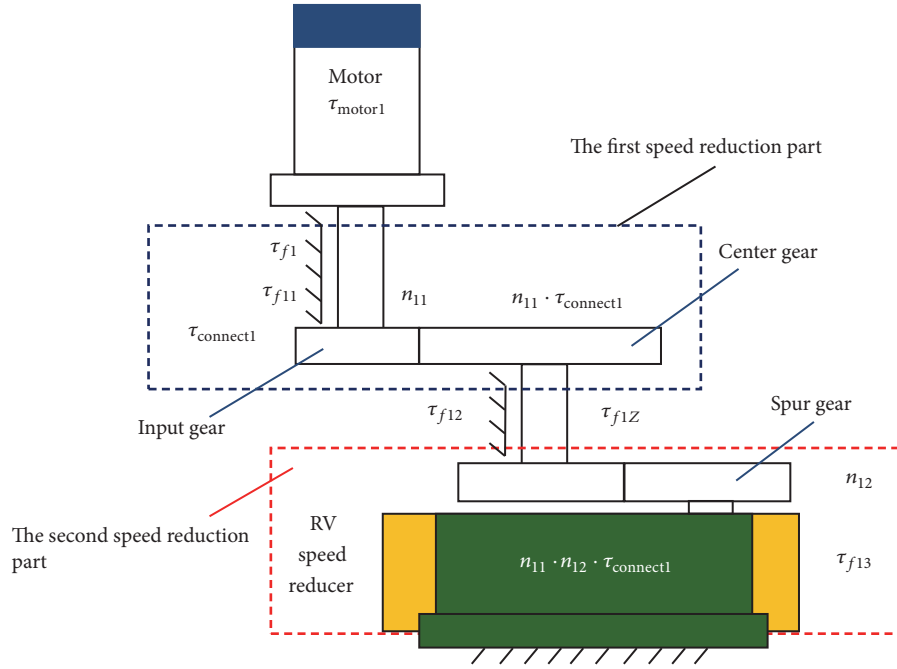 Motor
τmotor1
The first speed reduction part
τf1
Center gear
τf11
n11
n11 · τconnect1
τconnect1
Input gear
τf12
τf1Z
Spur gear
n12
The second speed reduction
part
RV
speed
reducer
n11 · n12 · τconnect1
τf13